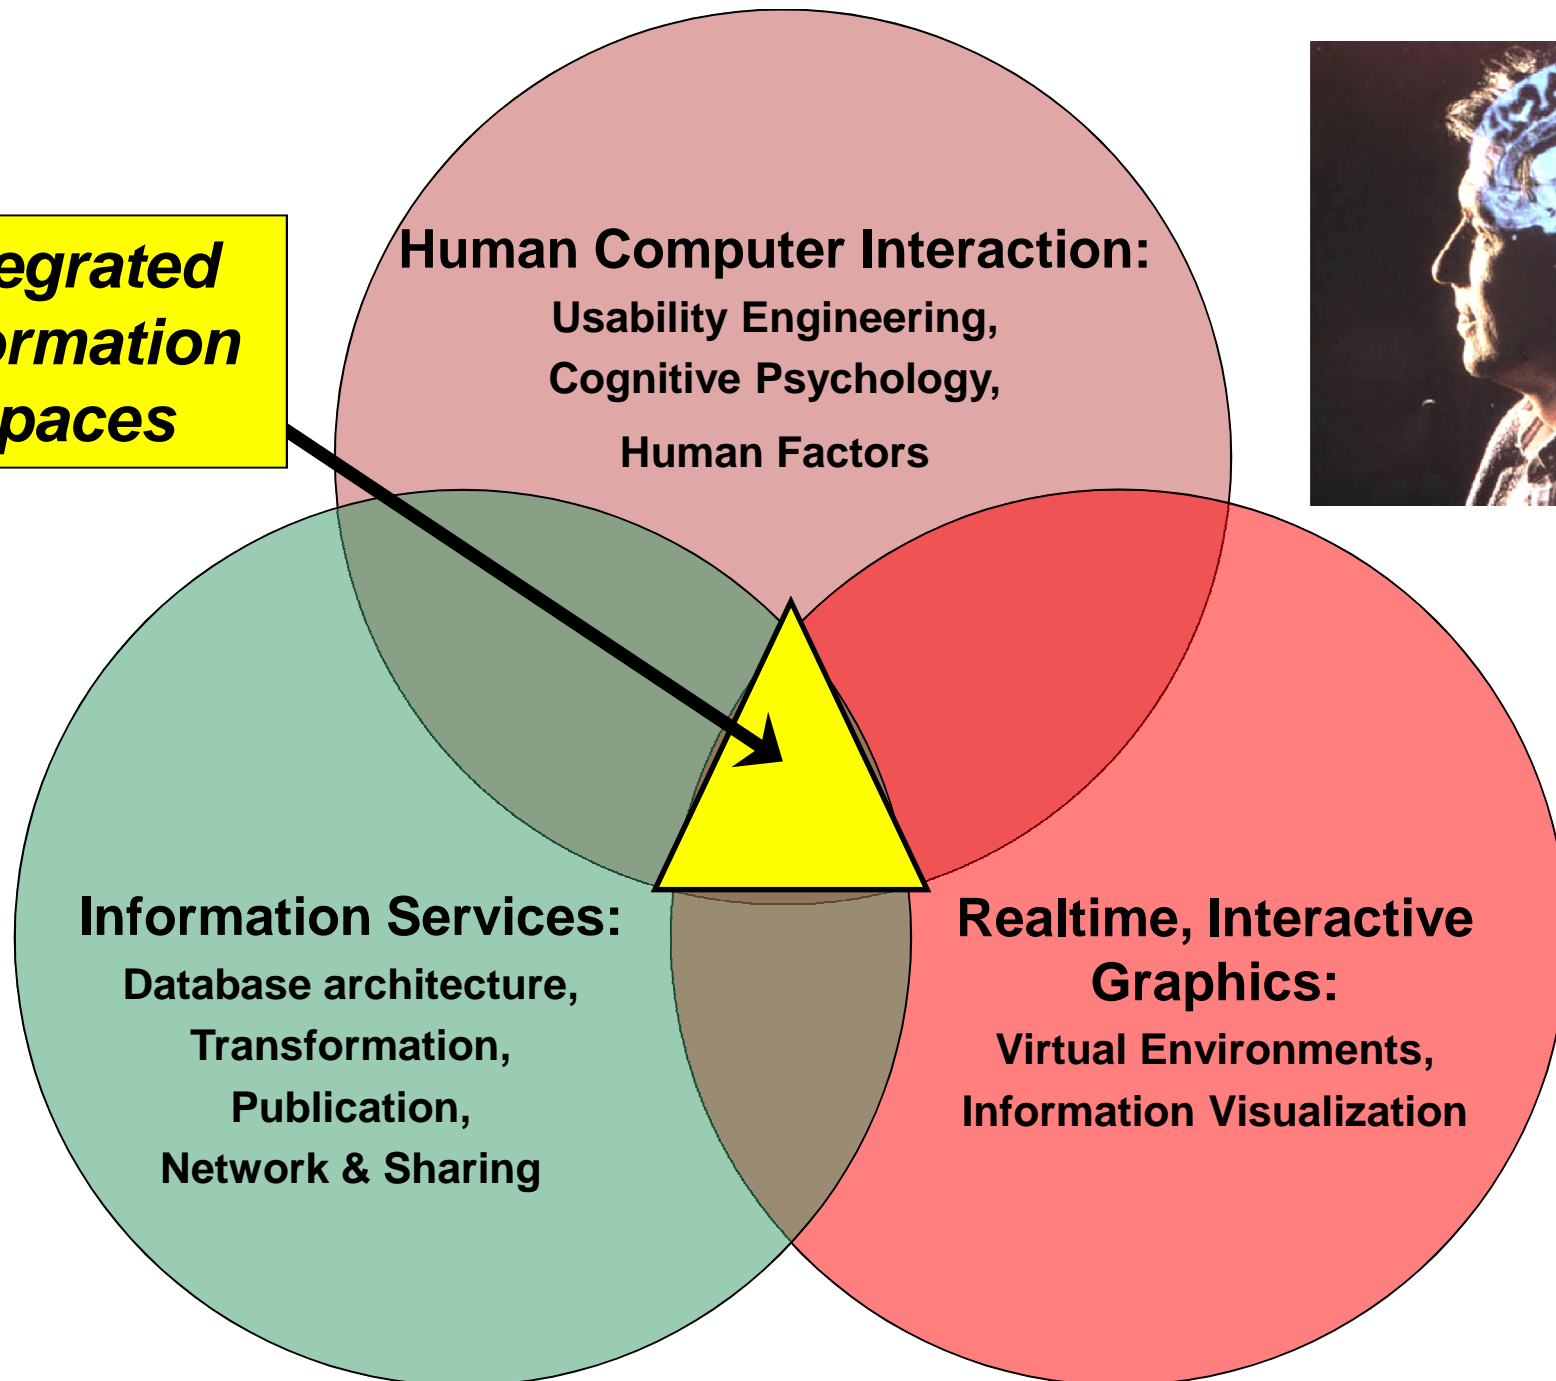 egrated
ormation
paces
Human Computer Interaction:
Usability Engineering,
Cognitive Psychology,
Human Factors
Information Services:
Database architecture,
Transformation,
Publication,
Network & Sharing
Realtime, Interactive
Graphics:
Virtual Environments,
Information Visualization